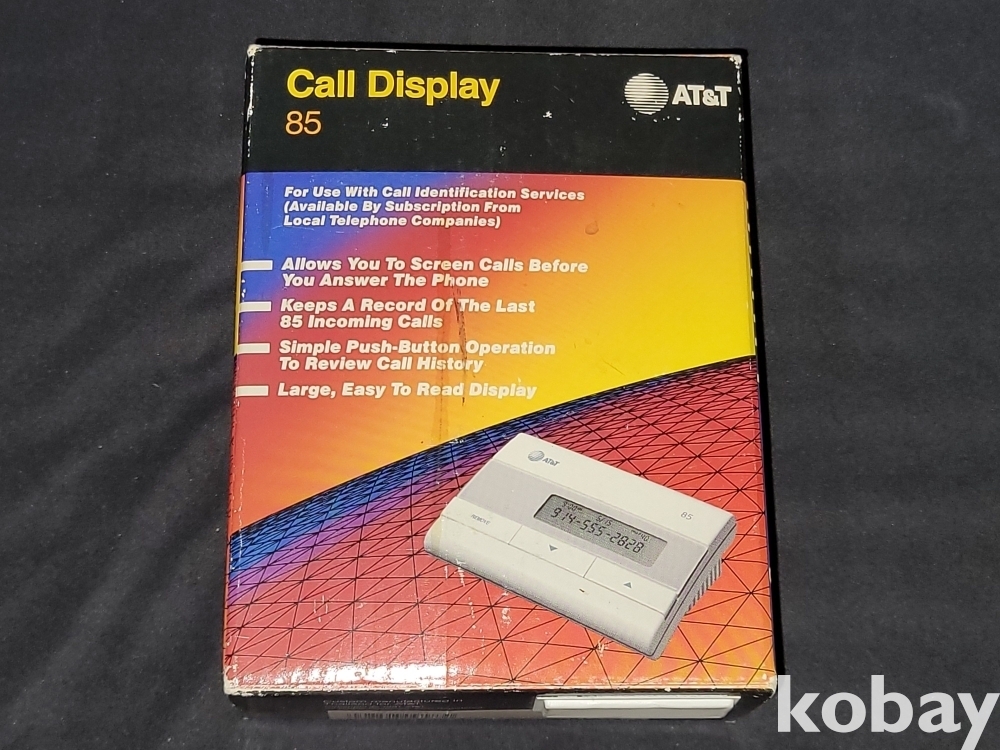 Call Display
85
AT&T
For Use With Call Identification Services
(Available By Subscription From
Local Telephone Companies)
Allows You To Screen Calls Before
You Answer The Phone
Keeps A Record Of The Last
85 Incoming Calls
Simple Push-Button Operation
To Review Call History
Large, Easy To Read Display
AT&T
85
914-555-2828
REMOVE
kobay